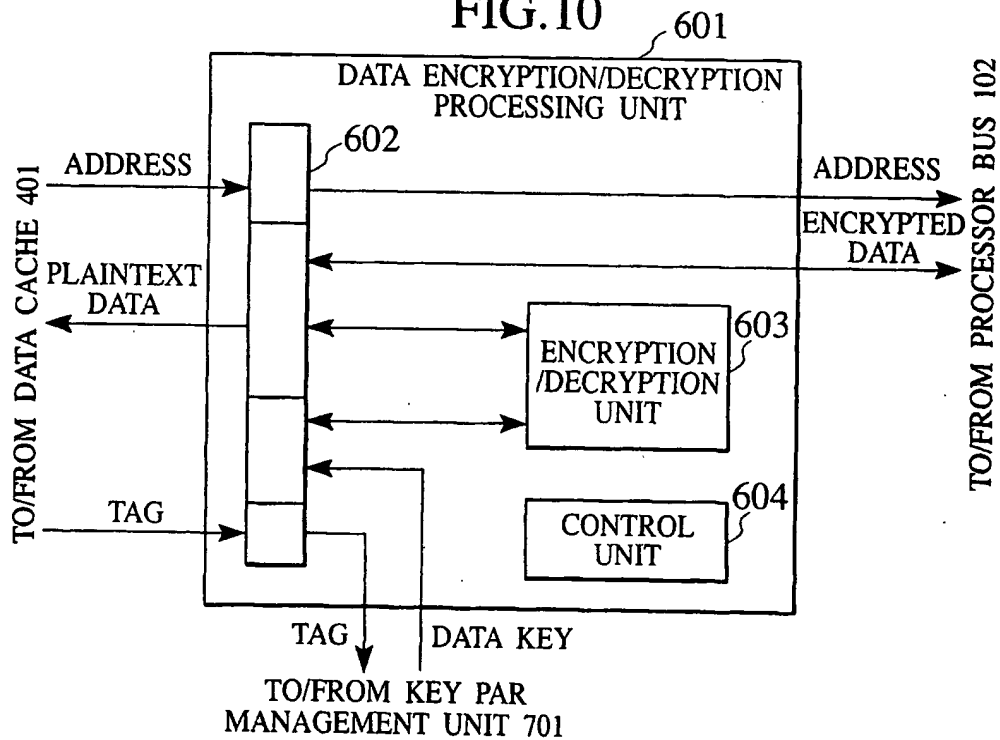 FIG.10
601
DATA ENCRYPTION/DECRYPTION
PROCESSING UNIT
602
ADDRESS
ADDRESS
ENCRYPTED
DATA
PLAINTEXT
DATA
603
ENCRYPTION
/DECRYPTION
UNIT
604
CONTROL
UNIT
TAG
TAG
DATA KEY
TO/FROM KEY PAR
MANAGEMENT UNIT 701
TO/FROM DATA CACHE 401
TO/FROM PROCESSOR BUS 102